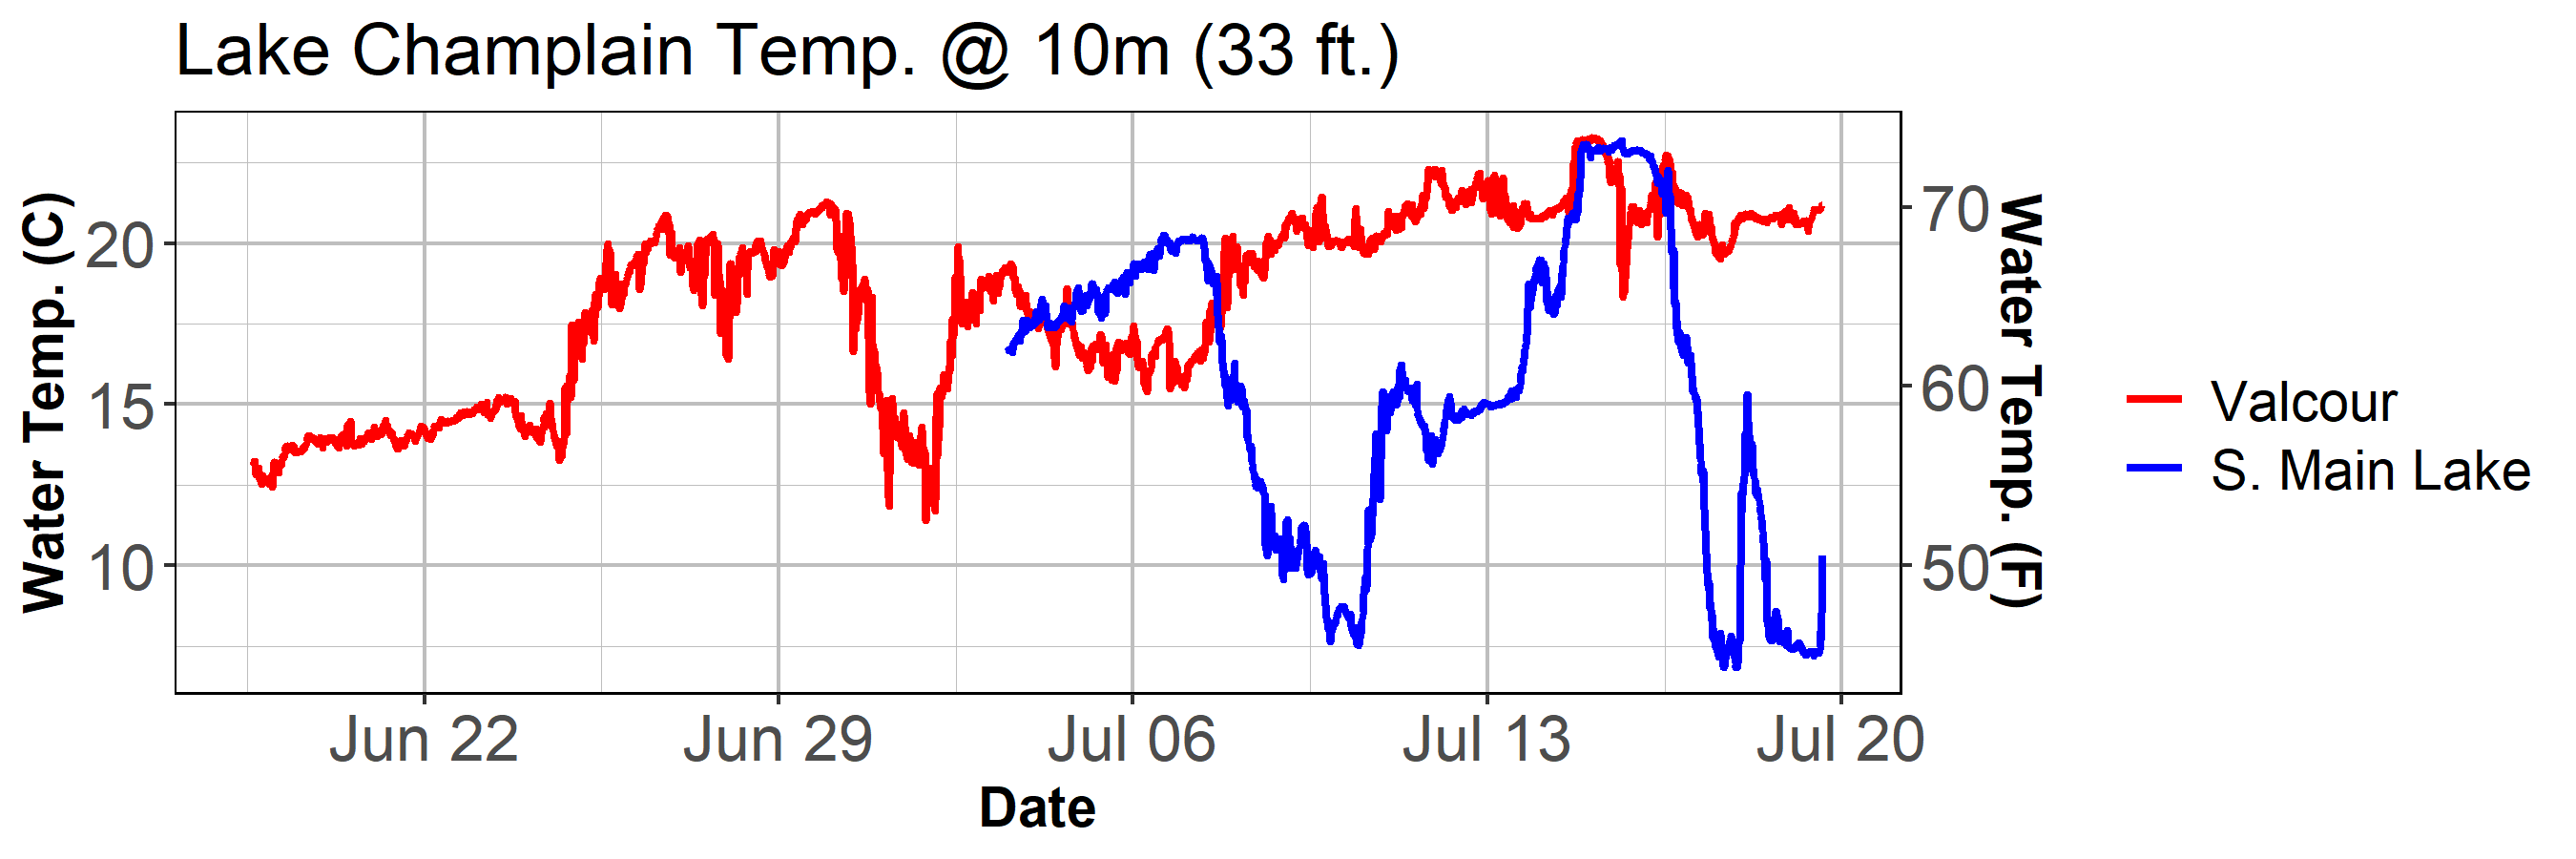 Lake Champlain Temp. @ 10m (33 ft.)
Water Temp. (C)
20
15
10
70
60
50
Water Temp. (F)
Valcour
S. Main Lake
Jun 22
Jun 29
Jul 06
Jul 13
Jul 20
Date